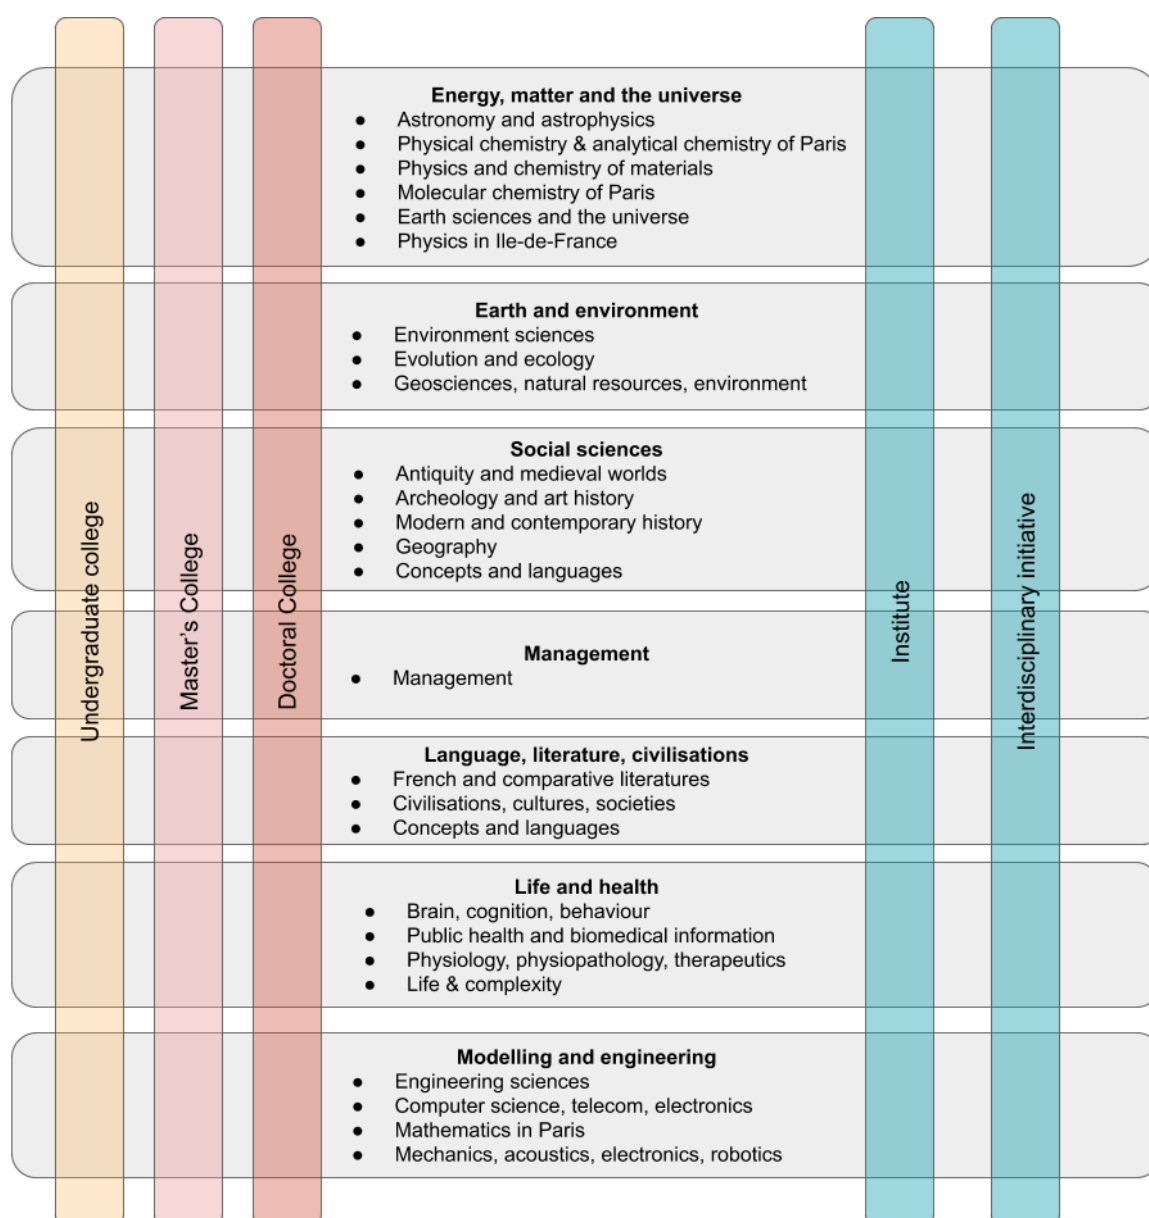 Energy, matter and the universe
● Astronomy and astrophysics
● Physical chemistry & analytical chemistry of Paris
● Physics and chemistry of materials
● Molecular chemistry of Paris
● Earth sciences and the universe
● Physics in Ile-de-France
Earth and environment
● Environment sciences
● Evolution and ecology
● Geosciences, natural resources, environment
Social sciences
● Antiquity and medieval worlds
● Archeology and art history
● Modern and contemporary history
● Geography
● Concepts and languages
Management
● Management
Language, literature, civilisations
● French and comparative literatures
● Civilisations, cultures, societies
● Concepts and languages
Life and health
● Brain, cognition, behaviour
● Public health and biomedical information
● Physiology, physiopathology, therapeutics
● Life & complexity
Modelling and engineering
● Engineering sciences
● Computer science, telecom, electronics
● Mathematics in Paris
● Mechanics, acoustics, electronics, robotics
Undergraduate college
Master's College
Doctoral College
Institute
Interdisciplinary initiative